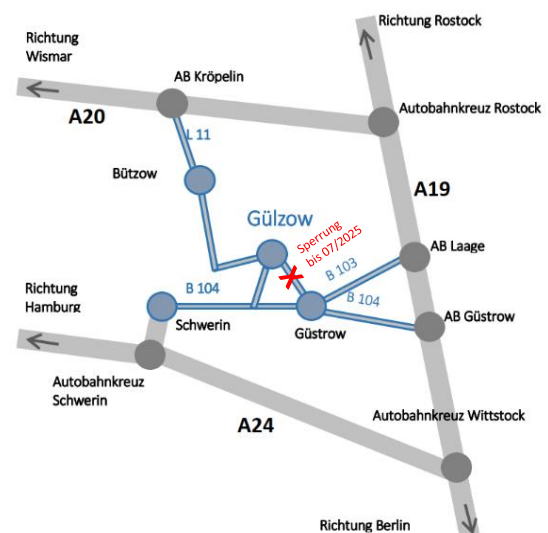 Richtung Rostock
Richtung
Wismar
AB Kröpelin
A20
Autobahnkreuz Rostock
L 11
Bützow
A19
Gülzow
Sperrung
bis 07/2025
AB Laage
B 103
B 104
B 104
Richtung
Hamburg
Schwerin
Güstrow
AB Güstrow
Autobahnkreuz
Schwerin
Autobahnkreuz Wittstock
A24
Richtung Berlin